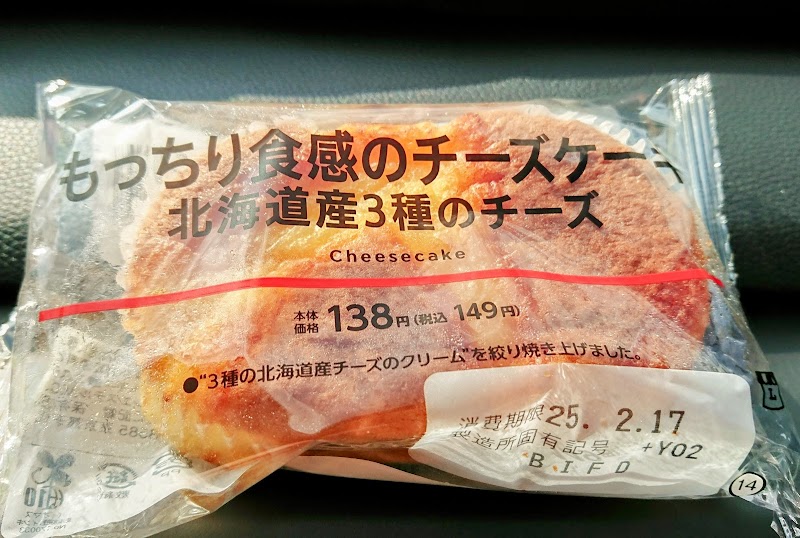 もっちり食感のチーズケーキ
北海道産3種のチーズ
Cheesecake
本体価格 138円(税込 149円)
●“3種の北海道産チーズのクリーム”を絞り焼き上げました。
消費期限 25. 2.17
製造所固有記号 +Y02
BIFD
14
L